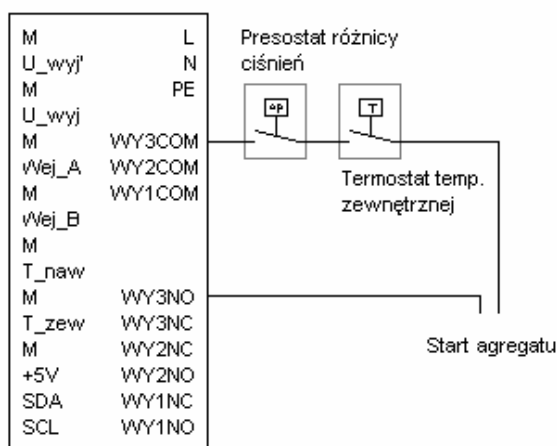 M L
U_wyj' N
M PE
U_wyj
M WY3COM
Wej_A WY2COM
M WY1COM
Wej_B
M
T_naw
M WY3NO
T_zew WY3NC
M WY2NC
+5V WY2NO
SDA WY1NC
SCL WY1NO
Presostat różnicy
ciśnień
Δp
T
Termostat temp.
zewnętrznej
Start agregatu